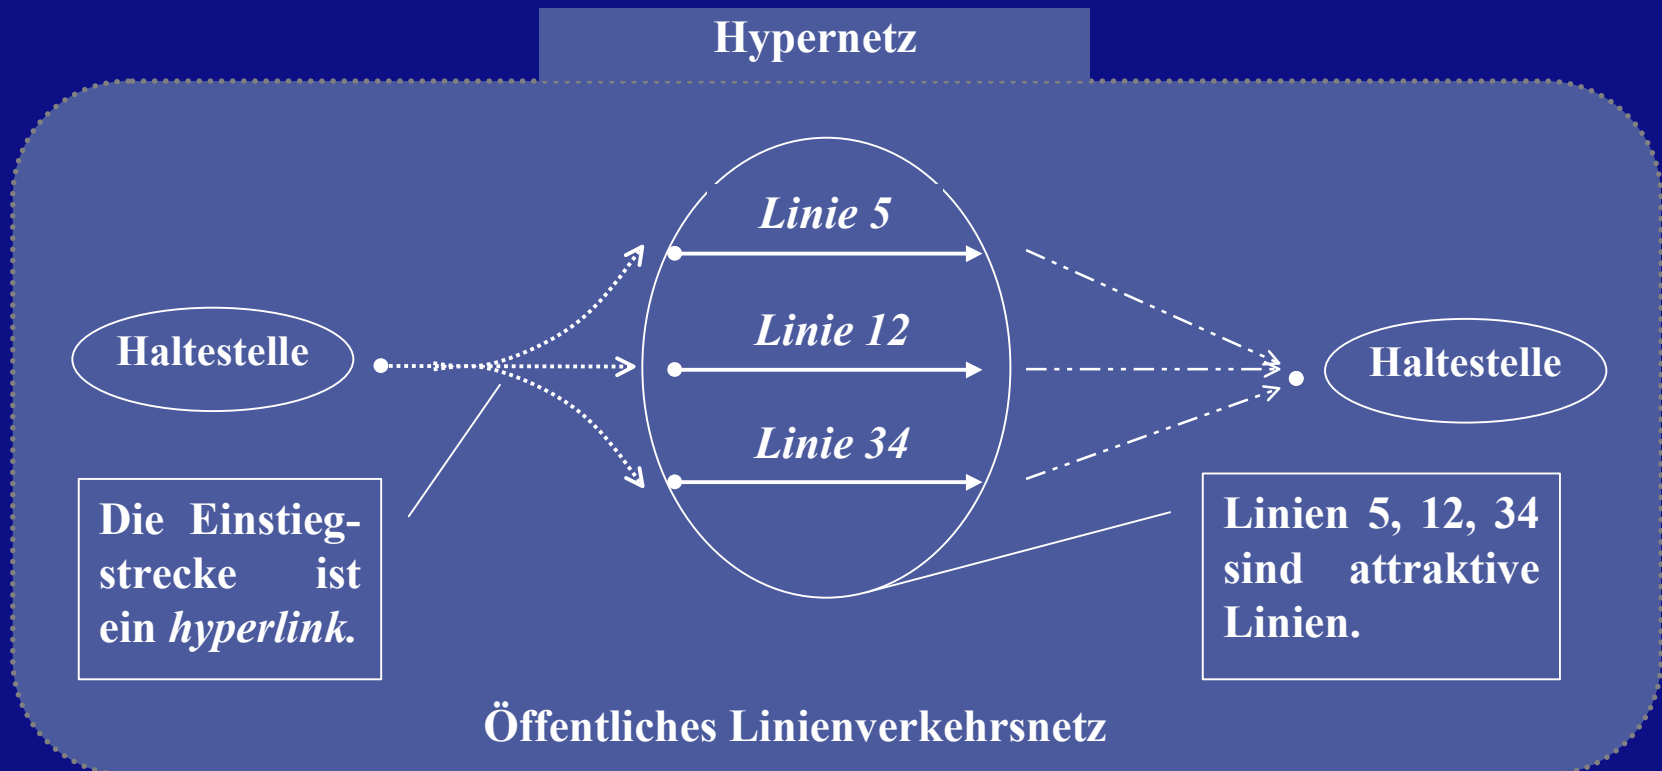 Hypernetz
Linie 5
Linie 12
Linie 34
Haltestelle
Haltestelle
Die Einstieg-
strecke ist
ein hyperlink.
Linien 5, 12, 34
sind attraktive
Linien.
Öffentliches Linienverkehrsnetz